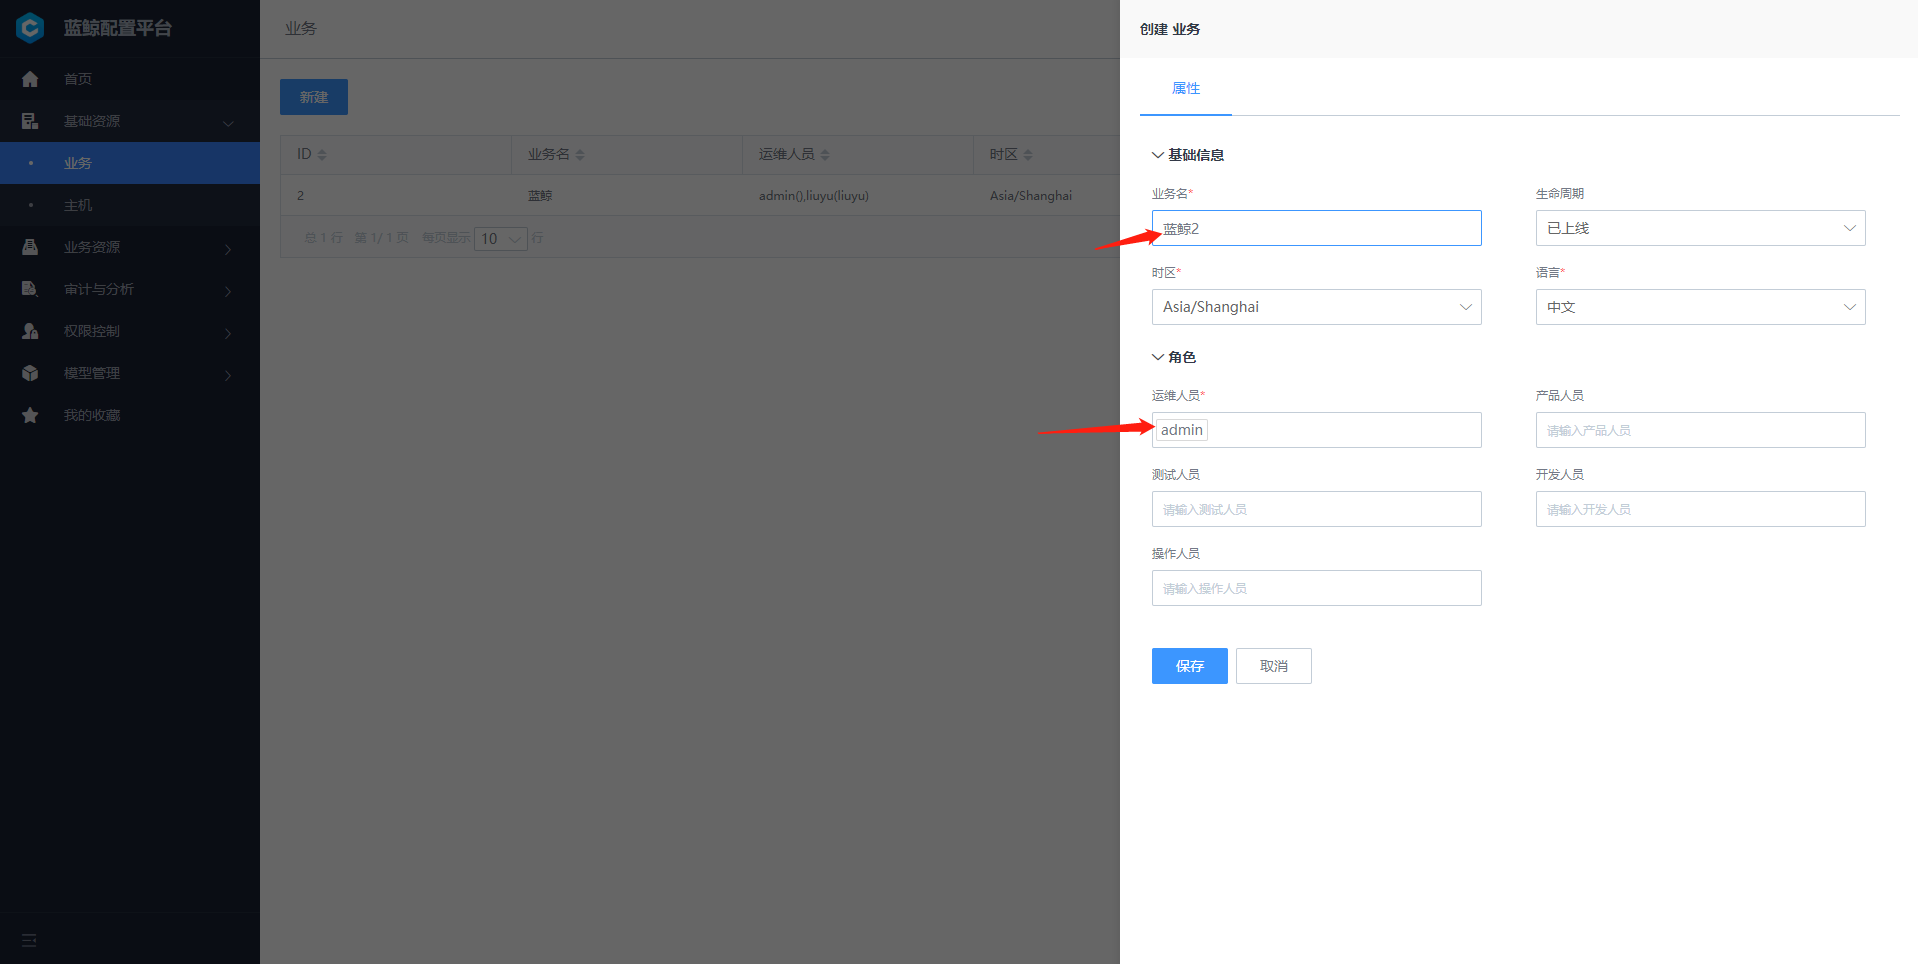 蓝鲸配置平台
首页
基础资源
业务
主机
业务资源
审计与分析
权限控制
模型管理
我的收藏
业务
新建
ID 业务名 运维人员 时区
2 蓝鲸 admin(),liuyu(liuyu) Asia/Shanghai
总 1 行 第 1/ 1 页 每页显示 10 行
创建 业务
属性
基础信息
业务名* 生命周期
蓝鲸2 已上线
时区* 语言*
Asia/Shanghai 中文
角色
运维人员* 产品人员
admin 请输入产品人员
测试人员 开发人员
请输入测试人员 请输入开发人员
操作人员
请输入操作人员
保存 取消